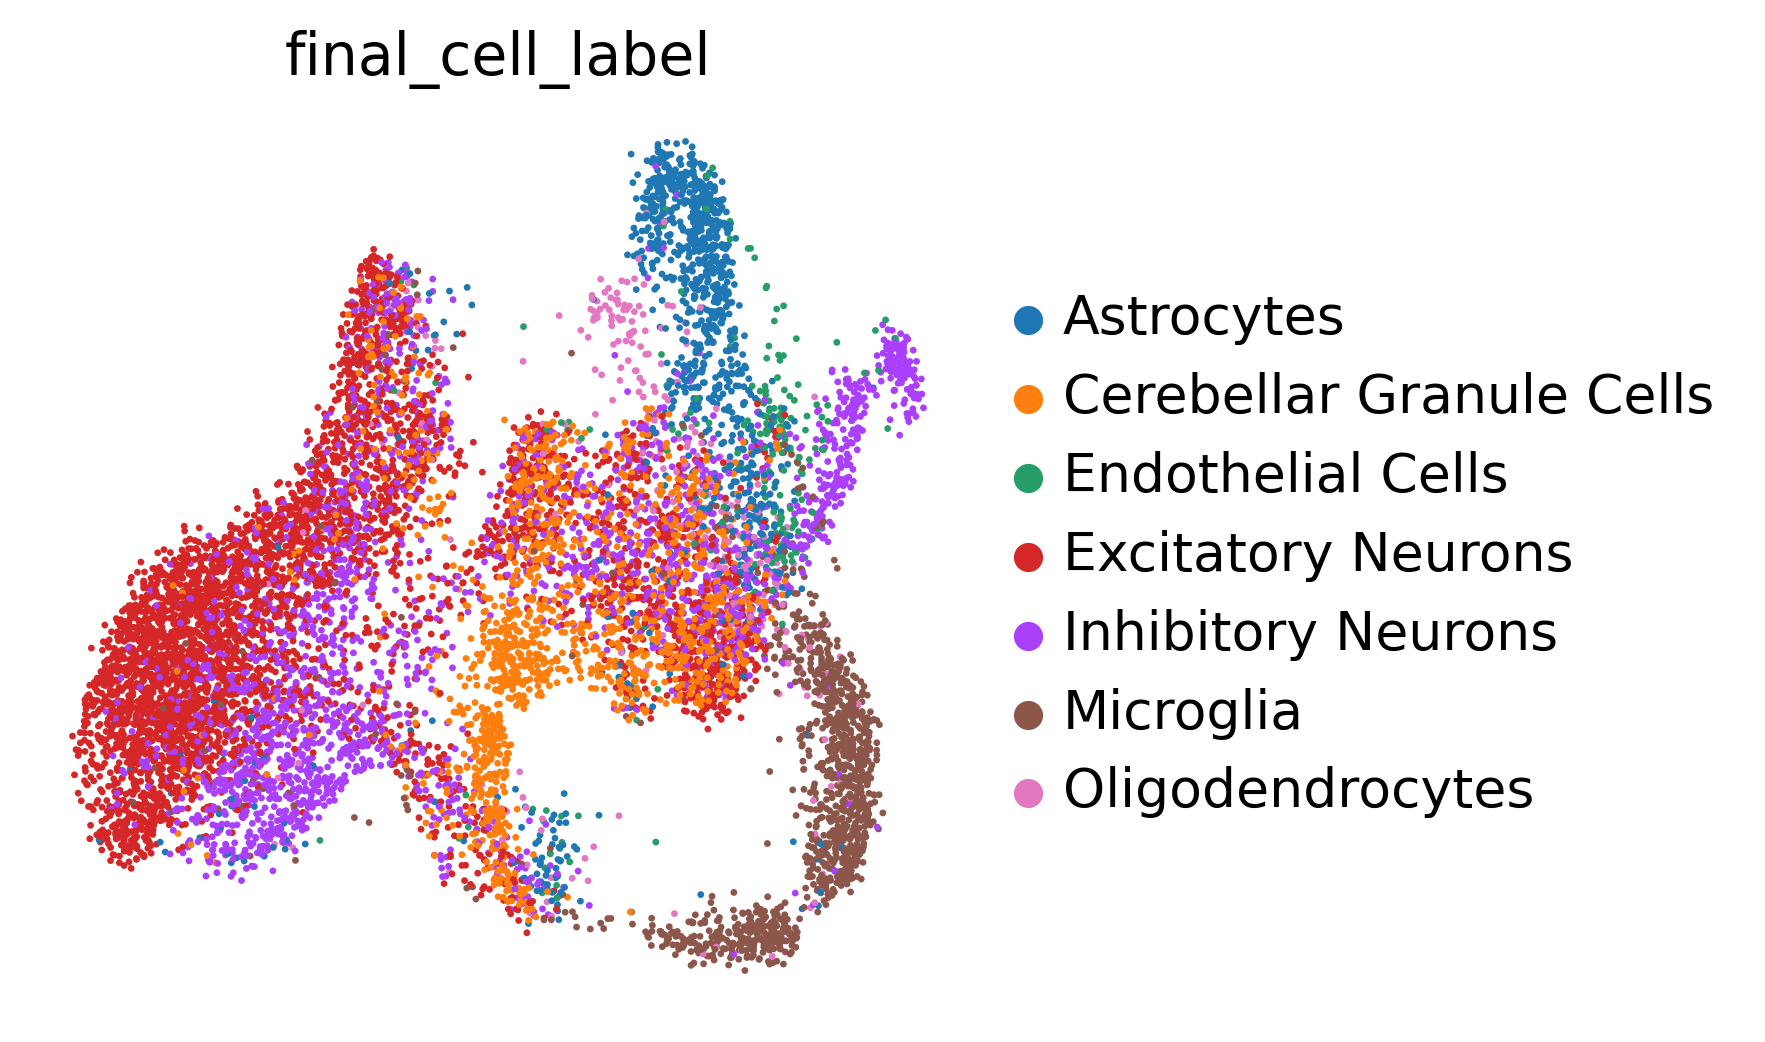 final_cell_label
Astrocytes
Cerebellar Granule Cells
Endothelial Cells
Excitatory Neurons
Inhibitory Neurons
Microglia
Oligodendrocytes